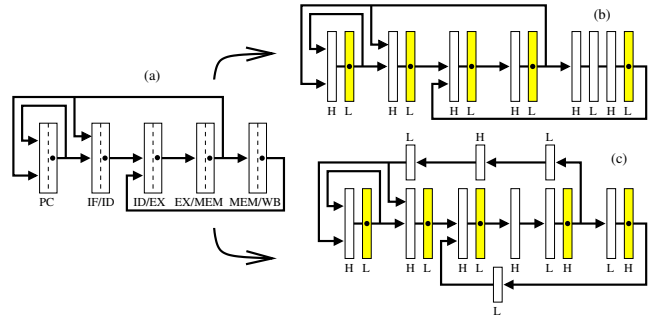 (b)
H L H L H L H L H L H L
(a)
PC IF/ID ID/EX EX/MEM MEM/WB
L H L
(c)
H L H L H L H L H L H
L